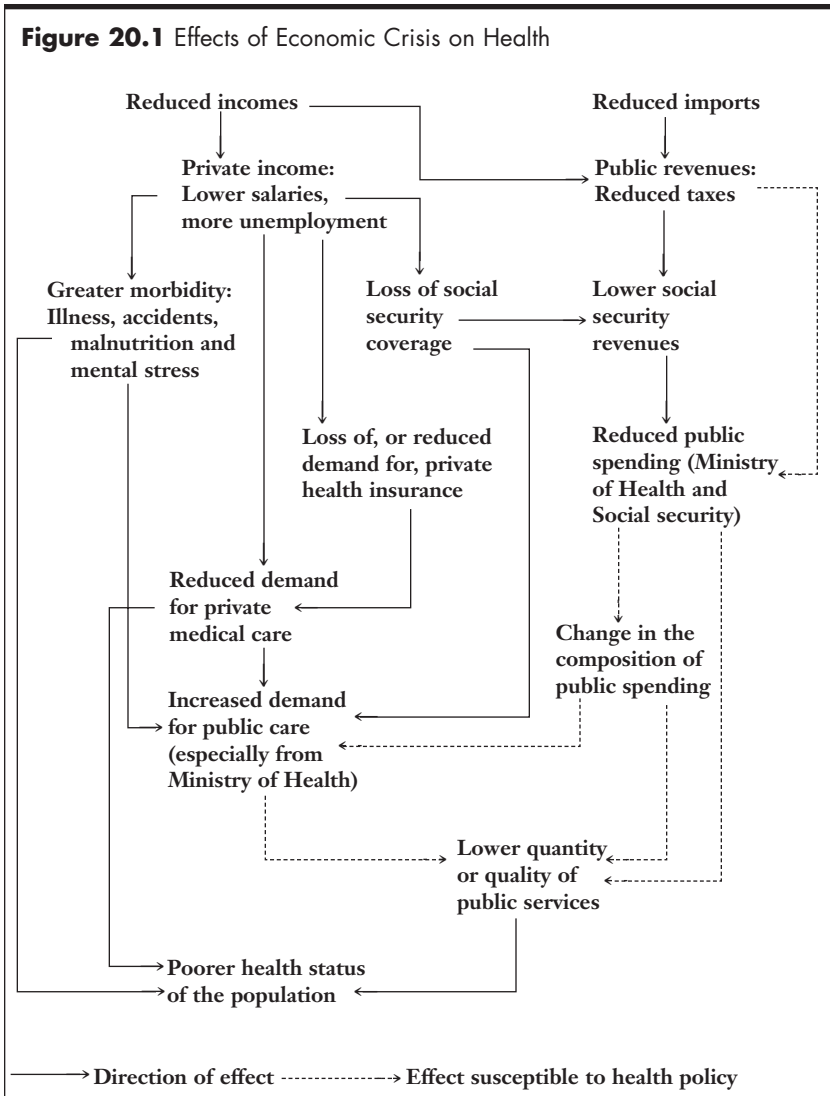 Figure 20.1 Effects of Economic Crisis on Health
Reduced incomes
Reduced imports
Private income:
Lower salaries,
more unemployment
Public revenues:
Reduced taxes
Greater morbidity:
Illness, accidents,
malnutrition and
mental stress
Loss of social
security
coverage
Lower social
security
revenues
Loss of, or reduced
demand for, private
health insurance
Reduced public
spending (Ministry
of Health and
Social security)
Reduced demand
for private
medical care
Change in the
composition of
public spending
Increased demand
for public care
(especially from
Ministry of Health)
Lower quantity
or quality of
public services
Poorer health status
of the population
Direction of effect
Effect susceptible to health policy